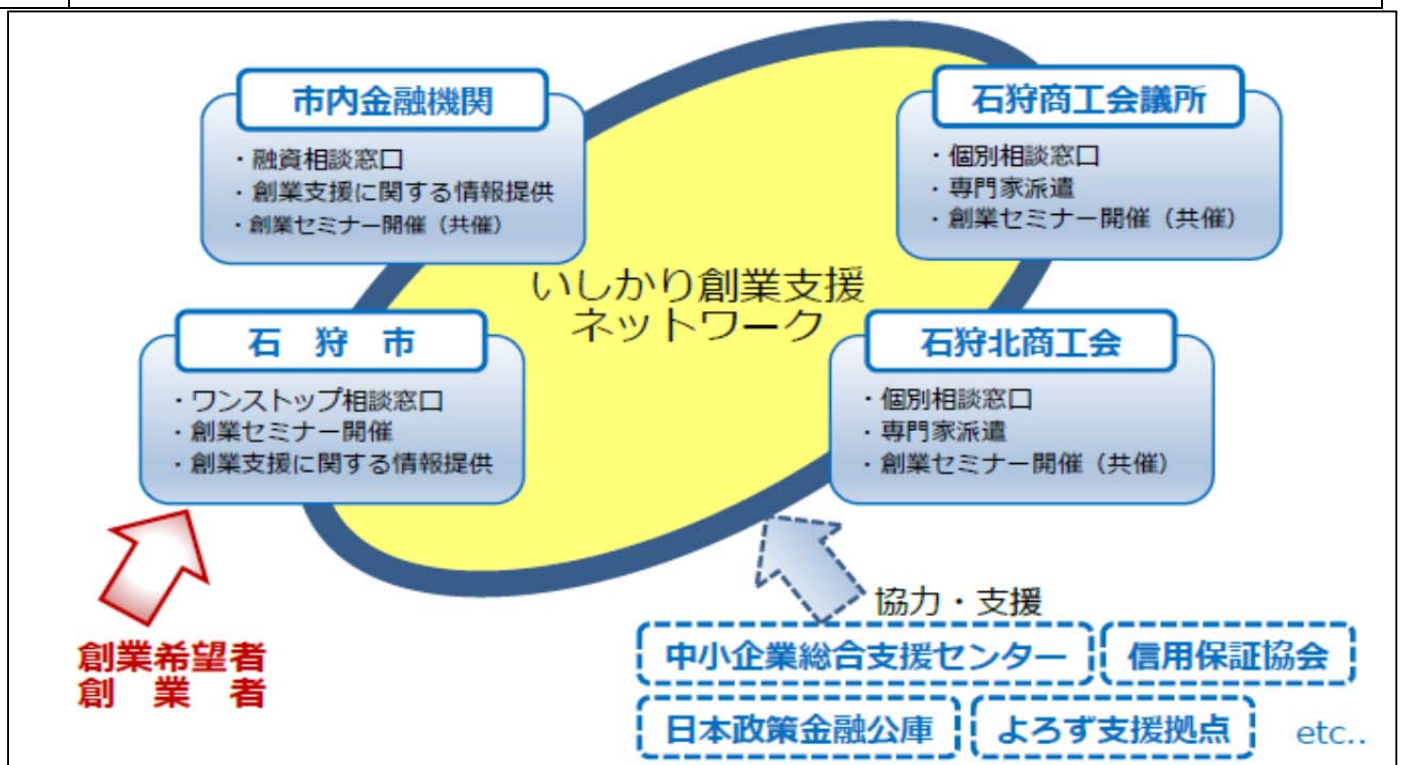 市内金融機関
・融資相談窓口
・創業支援に関する情報提供
・創業セミナー開催（共催）
石狩商工会議所
・個別相談窓口
・専門家派遣
・創業セミナー開催（共催）
いしかり創業支援
ネットワーク
石　狩　市
・ワンストップ相談窓口
・創業セミナー開催
・創業支援に関する情報提供
石狩北商工会
・個別相談窓口
・専門家派遣
・創業セミナー開催（共催）
創業希望者
創　業　者
協力・支援
中小企業総合支援センター
信用保証協会
日本政策金融公庫
よろず支援拠点
etc..